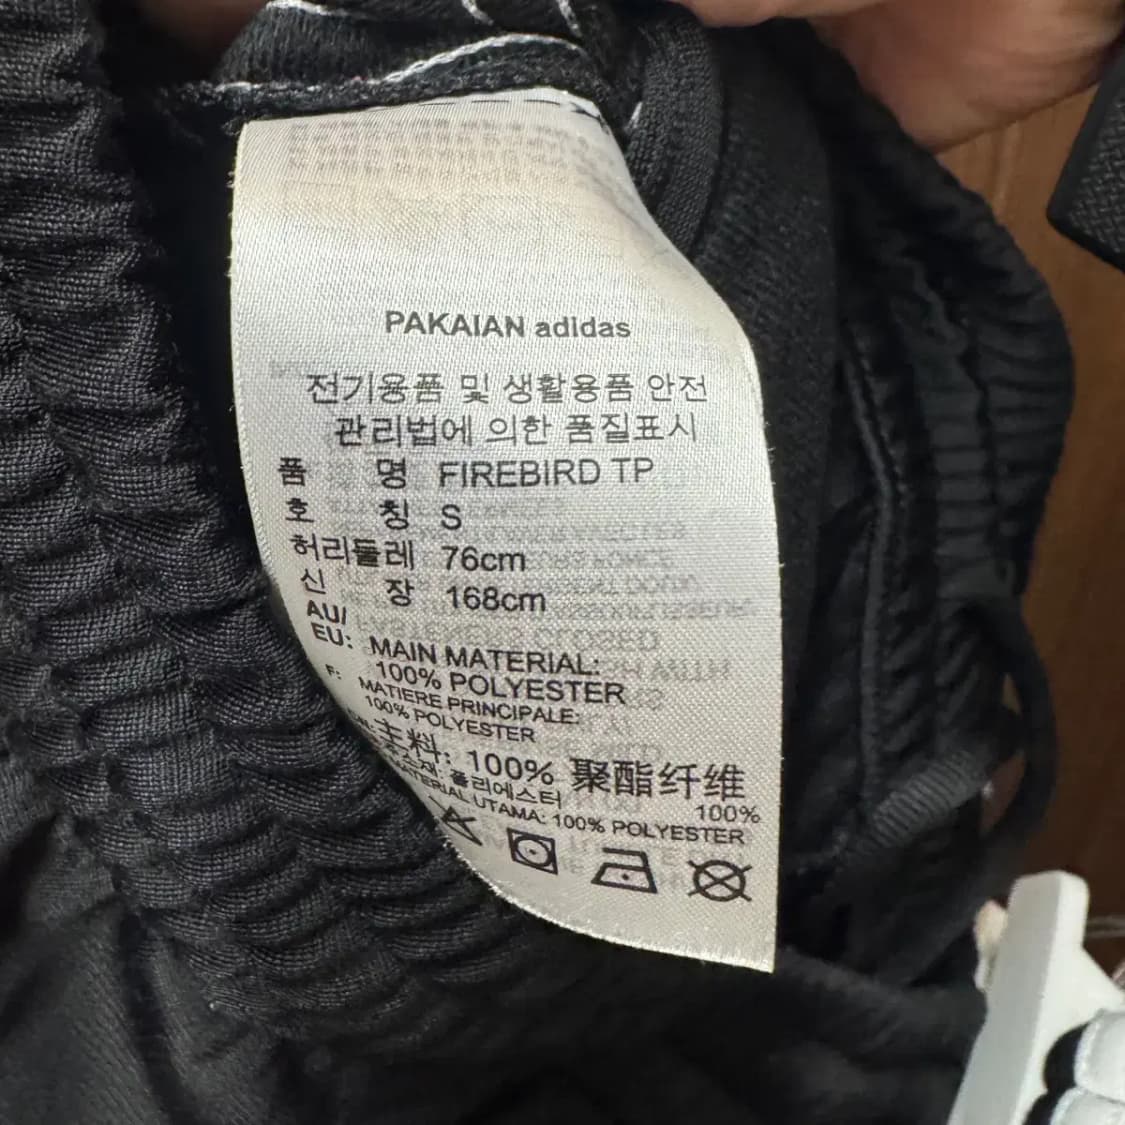 PAKAIAN adidas
전기용품 및 생활용품 안전
관리법에 의한 품질표시
품 명 FIREBIRD TP
호 칭 S
허리둘레 76cm
신 장 168cm
AU/
EU: MAIN MATERIAL:
100% POLYESTER
F: MATIERE PRINCIPALE:
100% POLYESTER
主料: 100% 聚酯纤维
폴리에스터 100%
UTAMA: 100% POLYESTER